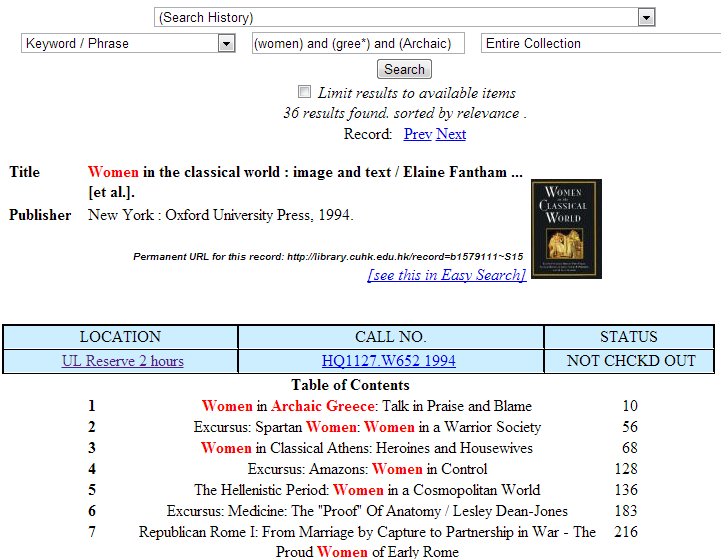 (Search History)
Keyword / Phrase (women) and (gree*) and (Archaic) Entire Collection
Search
Limit results to available items
36 results found. sorted by relevance .
Record: Prev Next
Title Women in the classical world : image and text / Elaine Fantham ...
[et al.].
Publisher New York : Oxford University Press, 1994.
WOMEN
IN THE
CLASSICAL
WORLD
Permanent URL for this record: http://library.cuhk.edu.hk/record=b1579111~S15
[see this in Easy Search]
LOCATION CALL NO. STATUS
UL Reserve 2 hours HQ1127.W652 1994 NOT CHCKD OUT
Table of Contents
1 Women in Archaic Greece: Talk in Praise and Blame 10
2 Excursus: Spartan Women: Women in a Warrior Society 56
3 Women in Classical Athens: Heroines and Housewives 68
4 Excursus: Amazons: Women in Control 128
5 The Hellenistic Period: Women in a Cosmopolitan World 136
6 Excursus: Medicine: The "Proof" Of Anatomy / Lesley Dean-Jones 183
7 Republican Rome I: From Marriage by Capture to Partnership in War - The 216
Proud Women of Early Rome